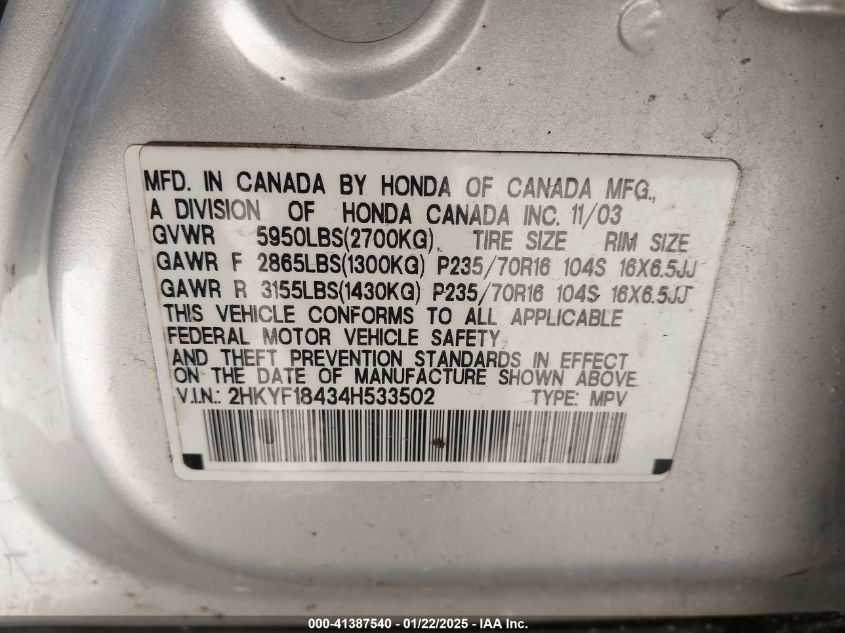 MFD. IN CANADA BY HONDA OF CANADA MFG.,
A DIVISION OF HONDA CANADA INC. 11/03
GVWR 5950LBS(2700KG) TIRE SIZE RIM SIZE
GAWR F 2865LBS(1300KG) P235/70R16 104S 16X6.5JJ
GAWR R 3155LBS(1430KG) P235/70R16 104S 16X6.5JJ
THIS VEHICLE CONFORMS TO ALL APPLICABLE
FEDERAL MOTOR VEHICLE SAFETY
AND THEFT PREVENTION STANDARDS IN EFFECT
ON THE DATE OF MANUFACTURE SHOWN ABOVE.
V.I.N.: 2HKYF18434H533502 TYPE: MPV
000-41387540 - 01/22/2025 - IAA Inc.